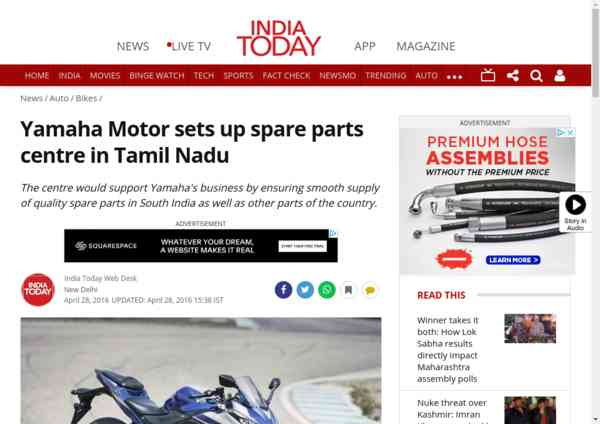 NEWS
LIVE TV
INDIA
TODAY
APP
MAGAZINE
HOME INDIA MOVIES BINGE WATCH TECH SPORTS FACT CHECK NEWSMO TRENDING AUTO
News / Auto / Bikes /
Yamaha Motor sets up spare parts
centre in Tamil Nadu
The centre would support Yamaha's business by ensuring smooth supply
of quality spare parts in South India as well as other parts of the country.
ADVERTISEMENT
SQUARESPACE
WHATEVER YOUR DREAM,
A WEBSITE MAKES IT REAL
START YOUR FREE TRIAL
INDIA
TODAY
India Today Web Desk
New Delhi
April 28, 2016 UPDATED: April 28, 2016 15:38 IST
ADVERTISEMENT
PREMIUM HOSE
ASSEMBLIES
WITHOUT THE PREMIUM PRICE
LEARN MORE
Story in
Audio
READ THIS
Winner takes it
both: How Lok
Sabha results
directly impact
Maharashtra
assembly polls
Nuke threat over
Kashmir: Imran